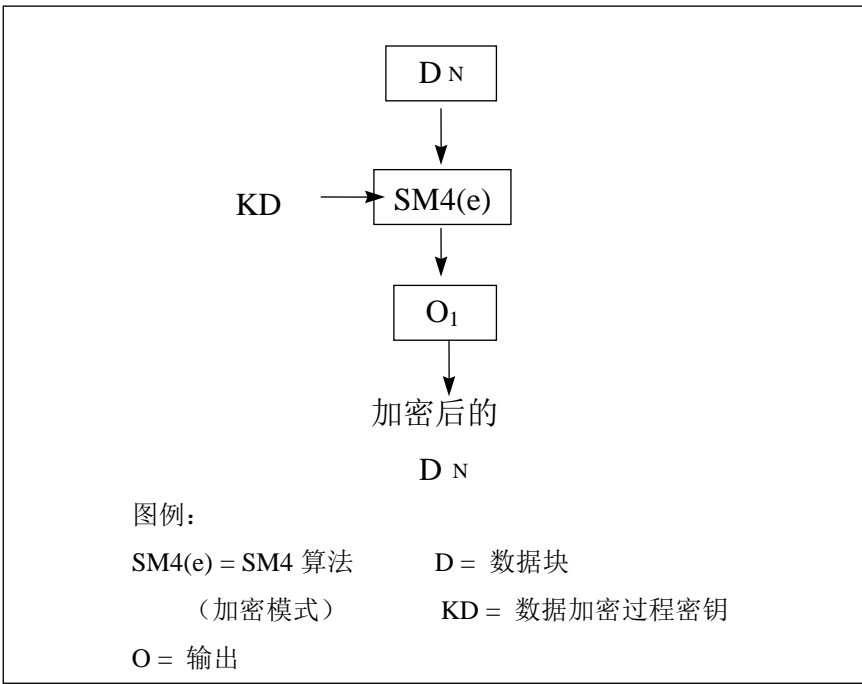 D N
KD SM4(e)
O₁
加密后的
D N
图例：
SM4(e) = SM4 算法 D = 数据块
（加密模式） KD = 数据加密过程密钥
O = 输出